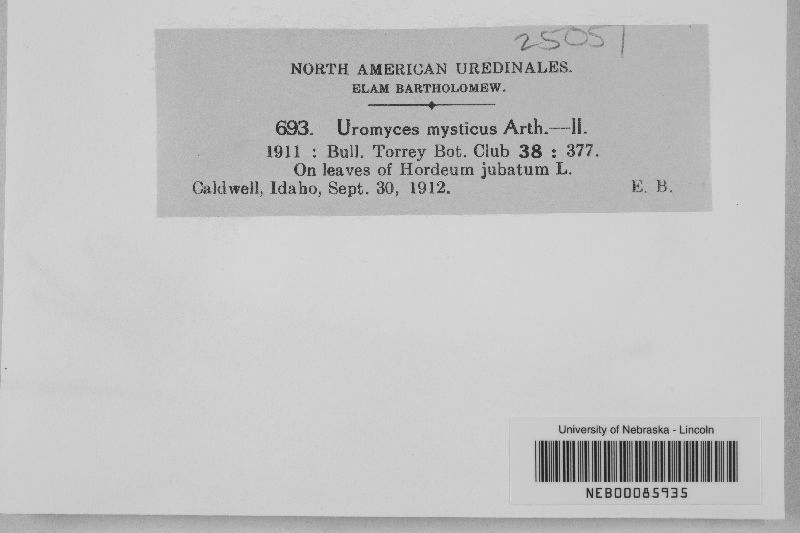 25051
NORTH AMERICAN UREDINALES.
ELAM BARTHOLOMEW.
693. Uromyces mysticus Arth.—II.
1911 : Bull. Torrey Bot. Club 38 : 377.
On leaves of Hordeum jubatum L.
Caldwell, Idaho, Sept. 30, 1912. E. B.
University of Nebraska - Lincoln
NEB00085935